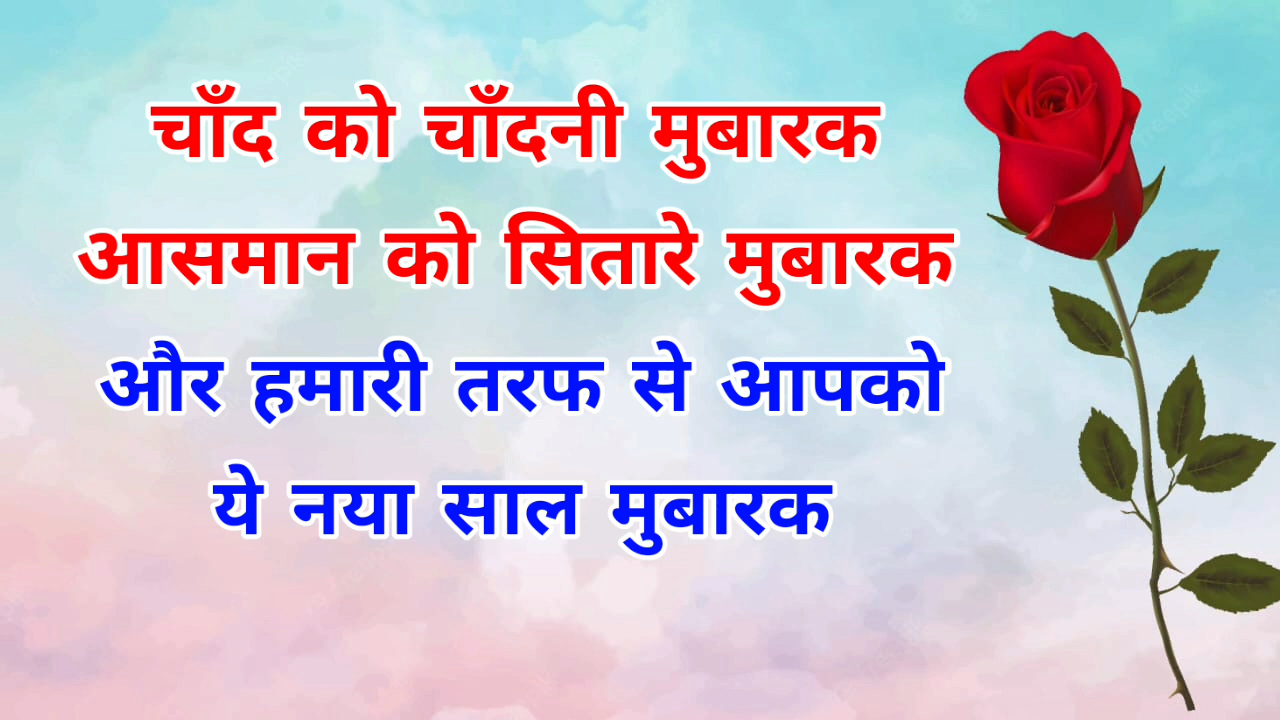 चाँद को चाँदनी मुबारक
आसमान को सितारे मुबारक
और हमारी तरफ से आपको
ये नया साल मुबारक